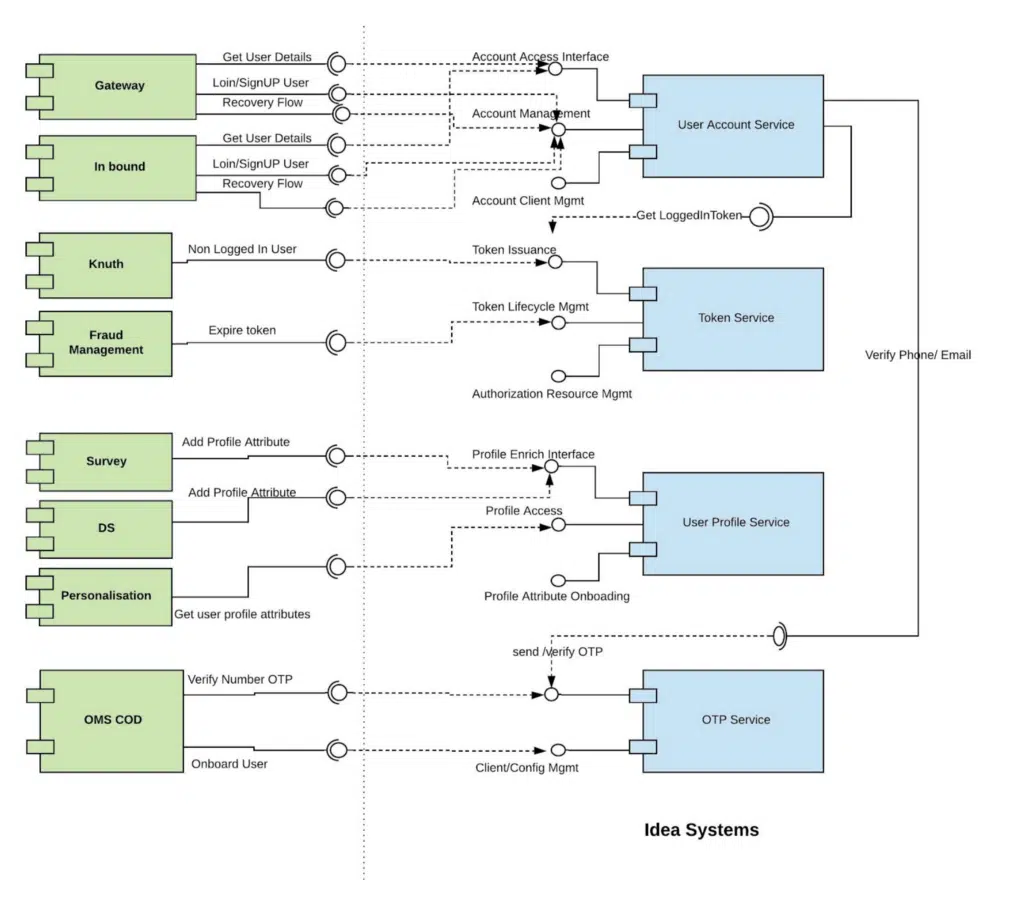 Get User Details
Account Access Interface
Gateway
Loin/SignUP User
Recovery Flow
Account Management
User Account Service
Get User Details
In bound
Loin/SignUP User
Recovery Flow
Account Client Mgmt
Get LoggedInToken
Non Logged In User
Token Issuance
Knuth
Token Lifecycle Mgmt
Token Service
Expire token
Fraud
Management
Verify Phone/ Email
Authorization Resource Mgmt
Add Profile Attribute
Profile Enrich Interface
Survey
Add Profile Attribute
Profile Access
DS
User Profile Service
Personalisation
Profile Attribute Onboading
Get user profile attributes
send /verify OTP
Verify Number OTP
OMS COD
OTP Service
Onboard User
Client/Config Mgmt
Idea Systems